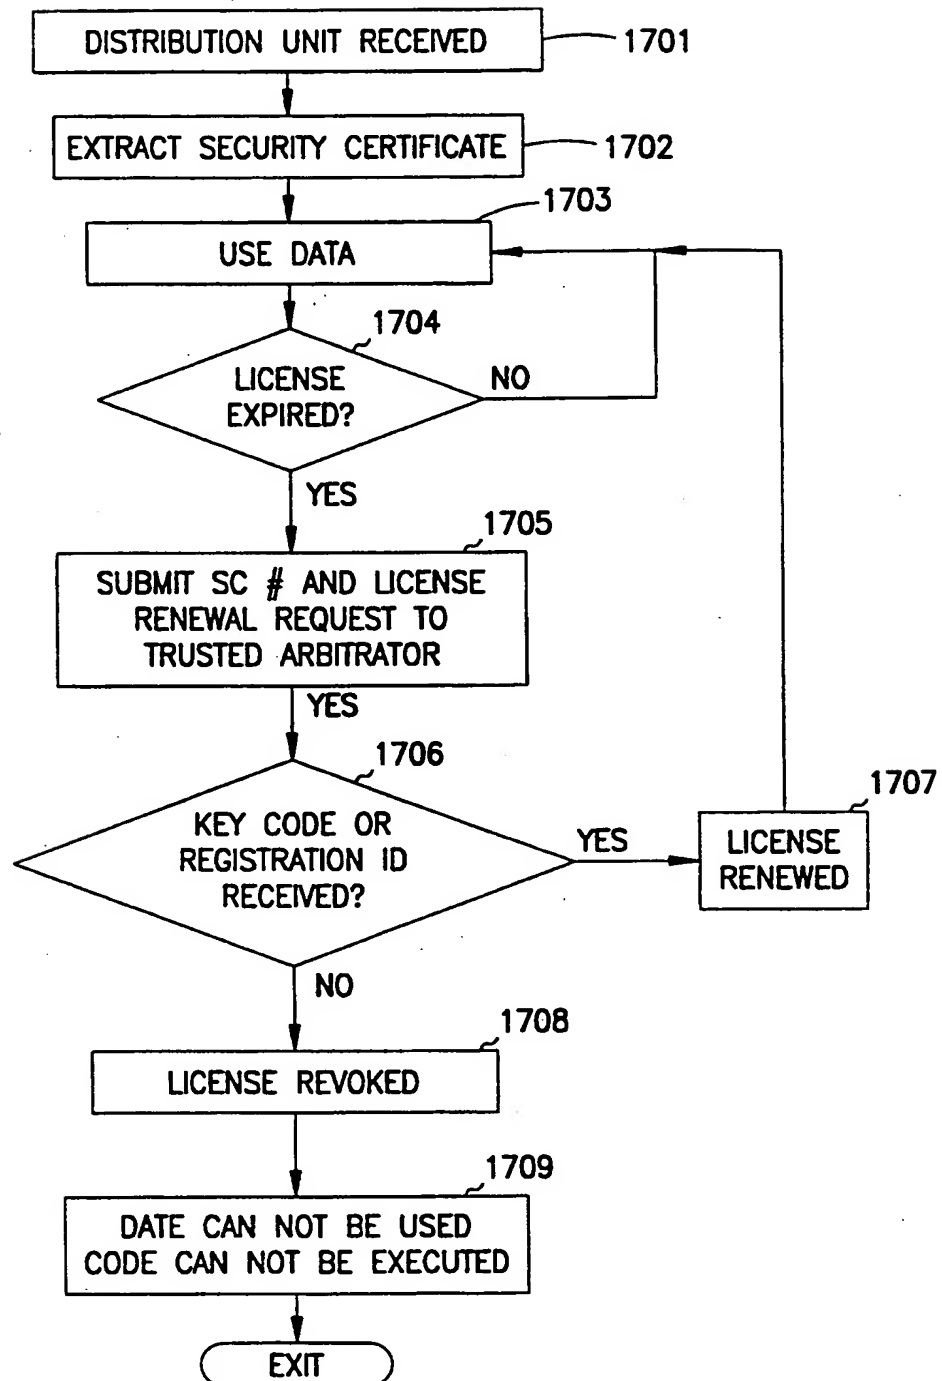 DISTRIBUTION UNIT RECEIVED
1701
EXTRACT SECURITY CERTIFICATE
1702
1703
USE DATA
1704
LICENSE
EXPIRED?
NO
YES
1705
SUBMIT SC # AND LICENSE
RENEWAL REQUEST TO
TRUSTED ARBITRATOR
YES
1706
KEY CODE OR
REGISTRATION ID
RECEIVED?
YES
1707
LICENSE
RENEWED
NO
1708
LICENSE REVOKED
1709
DATE CAN NOT BE USED
CODE CAN NOT BE EXECUTED
EXIT